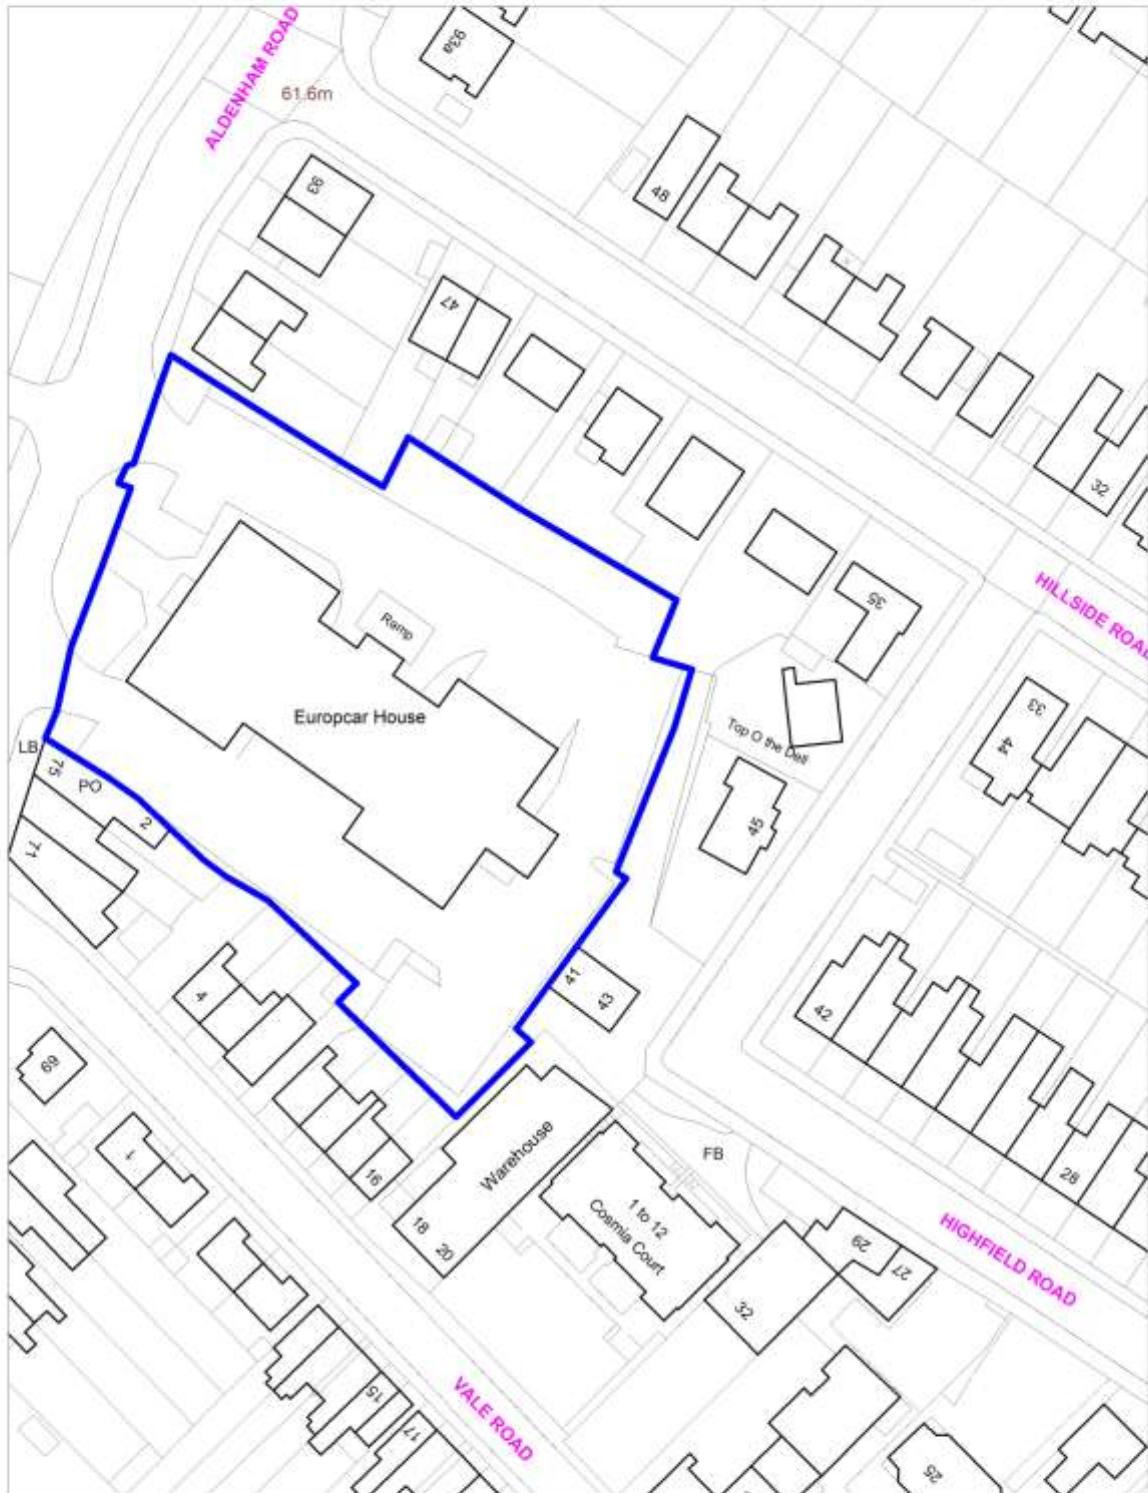 ALDENHAM ROAD
93a
61.6m
93
48
47
32
HILLSIDE ROAD
35
Ramp
Europcar House
33
44
Top O the Dell
LB
75
PO
2
71
45
41
43
4
42
69
Warehouse
FB
1
16
28
1 to 12
Cosmia Court
18
20
HIGHFIELD ROAD
29
27
32
VALE ROAD
15
17
25